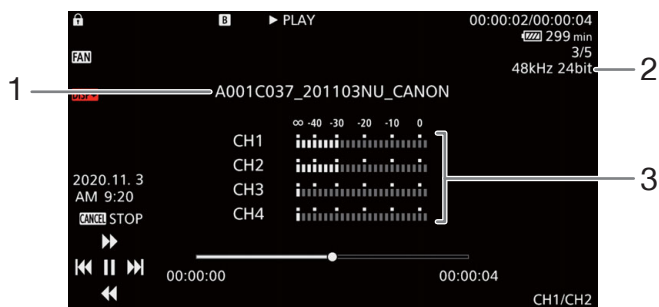 B ► PLAY 00:00:02/00:00:04
299 min
FAN 3/5
48kHz 24bit 2
1 A001C037_201103NU_CANON
∞ -40 -30 -20 -10 0
CH1
CH2
CH3 3
CH4
2020.11. 3
AM 9:20
CANCEL STOP
00:00:00 00:00:04
CH1/CH2